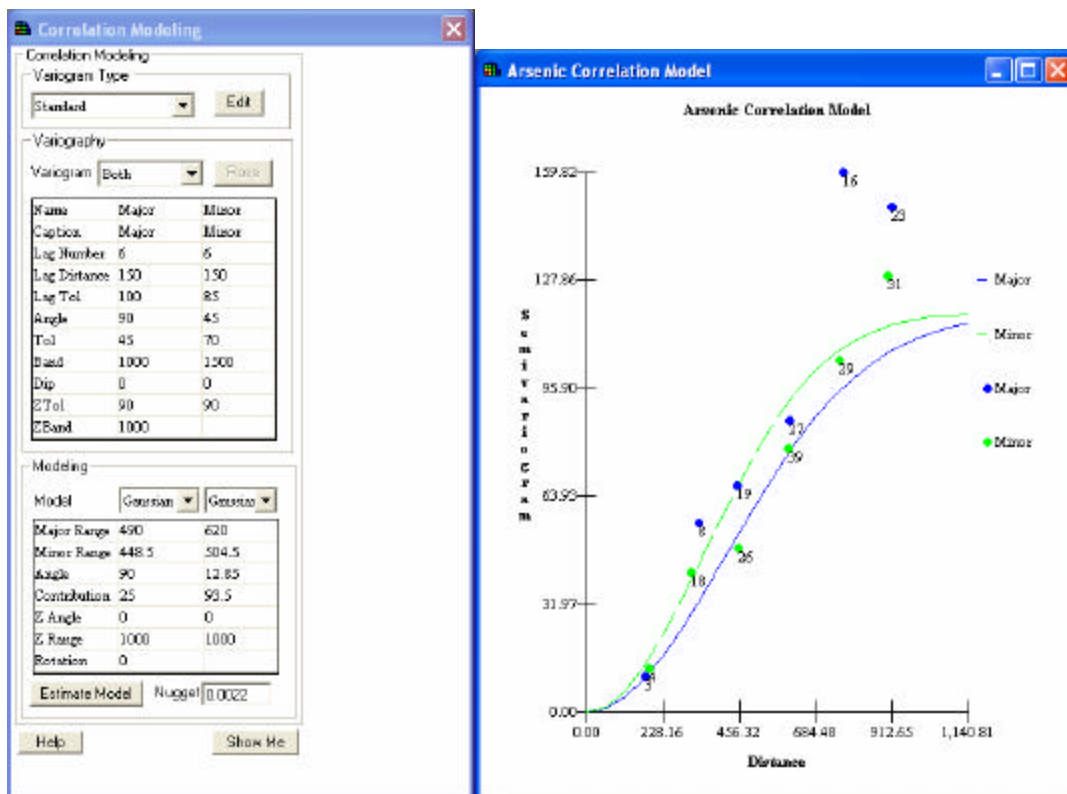 Correlation Modeling
Correlation Modeling
Variogram Type
Standard
Edit
Variography
Variogram Both Rose
Name Major Minor
Caption Major Minor
Lag Number 6 6
Lag Distance 150 150
Lag Tol 100 85
Angle 90 45
Tol 45 70
Band 1000 1500
Dip 0 0
ZTol 90 90
ZBand 1000
Modeling
Model Gaussian Gaussian
Major Range 490 620
Minor Range 448.5 504.5
Angle 90 12.85
Contribution 25 93.5
Z Angle 0 0
Z Range 1000 1000
Rotation 0
Estimate Model Nugget 0.0022
Help Show Me
Arsenic Correlation Model
Arsenic Correlation Model
159.82
127.86
95.90
63.93
31.97
0.00
Semivariogram
16
23
31
39
19
8
26
18
3
Major
Minor
Major
Minor
0.00 228.16 456.32 684.48 912.65 1,140.81
Distance